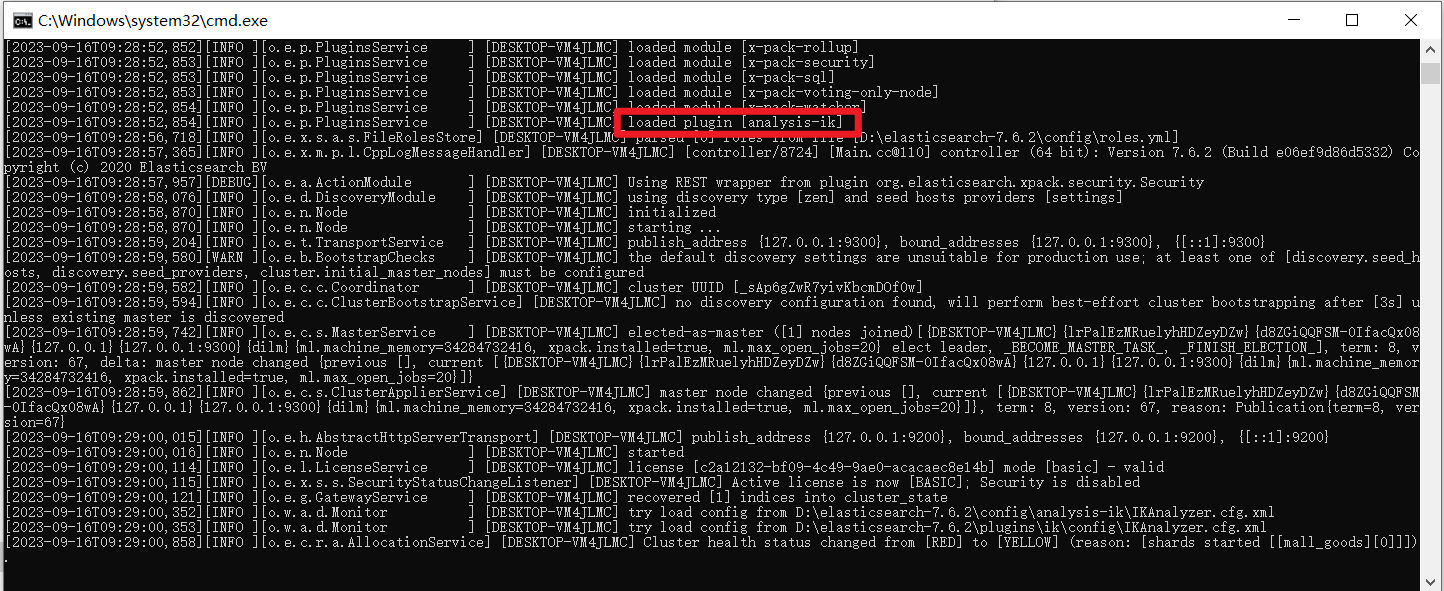 C:\Windows\system32\cmd.exe
[2023-09-16T09:28:52,852][INFO ][o.e.p.PluginsService     ] [DESKTOP-VM4JLMC] loaded module [x-pack-rollup]
[2023-09-16T09:28:52,853][INFO ][o.e.p.PluginsService     ] [DESKTOP-VM4JLMC] loaded module [x-pack-security]
[2023-09-16T09:28:52,853][INFO ][o.e.p.PluginsService     ] [DESKTOP-VM4JLMC] loaded module [x-pack-sql]
[2023-09-16T09:28:52,853][INFO ][o.e.p.PluginsService     ] [DESKTOP-VM4JLMC] loaded module [x-pack-voting-only-node]
[2023-09-16T09:28:52,854][INFO ][o.e.p.PluginsService     ] [DESKTOP-VM4JLMC] loaded module [x-pack-watcher]
[2023-09-16T09:28:52,854][INFO ][o.e.p.PluginsService     ] [DESKTOP-VM4JLMC] loaded plugin [analysis-ik]
[2023-09-16T09:28:56,718][INFO ][o.e.x.s.a.s.FileRolesStore] [DESKTOP-VM4JLMC] parsed [0] roles from file [D:\elasticsearch-7.6.2\config\roles.yml]
[2023-09-16T09:28:57,365][INFO ][o.e.x.m.p.l.CppLogMessageHandler] [DESKTOP-VM4JLMC] [controller/8724] [Main.cc@110] controller (64 bit): Version 7.6.2 (Build e06ef9d86d5332) Co
pyright (c) 2020 Elasticsearch BV
[2023-09-16T09:28:57,957][DEBUG][o.e.a.ActionModule       ] [DESKTOP-VM4JLMC] Using REST wrapper from plugin org.elasticsearch.xpack.security.Security
[2023-09-16T09:28:58,076][INFO ][o.e.d.DiscoveryModule    ] [DESKTOP-VM4JLMC] using discovery type [zen] and seed hosts providers [settings]
[2023-09-16T09:28:58,870][INFO ][o.e.n.Node               ] [DESKTOP-VM4JLMC] initialized
[2023-09-16T09:28:58,870][INFO ][o.e.n.Node               ] [DESKTOP-VM4JLMC] starting ...
[2023-09-16T09:28:59,204][INFO ][o.e.t.TransportService   ] [DESKTOP-VM4JLMC] publish_address {127.0.0.1:9300}, bound_addresses {127.0.0.1:9300}, {[::1]:9300}
[2023-09-16T09:28:59,580][WARN ][o.e.b.BootstrapChecks    ] [DESKTOP-VM4JLMC] the default discovery settings are unsuitable for production use; at least one of [discovery.seed_h
osts, discovery.seed_providers, cluster.initial_master_nodes] must be configured
[2023-09-16T09:28:59,582][INFO ][o.e.c.c.Coordinator      ] [DESKTOP-VM4JLMC] cluster UUID [_sAp6gZwR7yivKbcmDOfOw]
[2023-09-16T09:28:59,594][INFO ][o.e.c.c.ClusterBootstrapService] [DESKTOP-VM4JLMC] no discovery configuration found, will perform best-effort cluster bootstrapping after [3s] u
nless existing master is discovered
[2023-09-16T09:28:59,742][INFO ][o.e.c.s.MasterService    ] [DESKTOP-VM4JLMC] elected-as-master ([1] nodes joined)[{DESKTOP-VM4JLMC}{lrPalEzMRuelyhHDZeyDZw}{d8ZGiQQFSM-OIfacQx08
wA}{127.0.0.1}{127.0.0.1:9300}{dilm}{ml.machine_memory=34284732416, xpack.installed=true, ml.max_open_jobs=20} elect leader, _BECOME_MASTER_TASK_, _FINISH_ELECTION_], term: 8, v
ersion: 67, delta: master node changed {previous [], current [{DESKTOP-VM4JLMC}{lrPalEzMRuelyhHDZeyDZw}{d8ZGiQQFSM-OIfacQx08wA}{127.0.0.1}{127.0.0.1:9300}{dilm}{ml.machine_memor
y=34284732416, xpack.installed=true, ml.max_open_jobs=20}]}
[2023-09-16T09:28:59,862][INFO ][o.e.c.s.ClusterApplierService] [DESKTOP-VM4JLMC] master node changed {previous [], current [{DESKTOP-VM4JLMC}{lrPalEzMRuelyhHDZeyDZw}{d8ZGiQQFSM
-OIfacQx08wA}{127.0.0.1}{127.0.0.1:9300}{dilm}{ml.machine_memory=34284732416, xpack.installed=true, ml.max_open_jobs=20}]}, term: 8, version: 67, reason: Publication{term=8, ver
sion=67}
[2023-09-16T09:29:00,015][INFO ][o.e.h.AbstractHttpServerTransport] [DESKTOP-VM4JLMC] publish_address {127.0.0.1:9200}, bound_addresses {127.0.0.1:9200}, {[::1]:9200}
[2023-09-16T09:29:00,016][INFO ][o.e.n.Node               ] [DESKTOP-VM4JLMC] started
[2023-09-16T09:29:00,114][INFO ][o.e.l.LicenseService     ] [DESKTOP-VM4JLMC] license [c2a12132-bf09-4c49-9ae0-acacaec8e14b] mode [basic] - valid
[2023-09-16T09:29:00,115][INFO ][o.e.x.s.s.SecurityStatusChangeListener] [DESKTOP-VM4JLMC] Active license is now [BASIC]; Security is disabled
[2023-09-16T09:29:00,121][INFO ][o.e.g.GatewayService     ] [DESKTOP-VM4JLMC] recovered [1] indices into cluster_state
[2023-09-16T09:29:00,352][INFO ][o.w.a.d.Monitor          ] [DESKTOP-VM4JLMC] try load config from D:\elasticsearch-7.6.2\config\analysis-ik\IKAnalyzer.cfg.xml
[2023-09-16T09:29:00,353][INFO ][o.w.a.d.Monitor          ] [DESKTOP-VM4JLMC] try load config from D:\elasticsearch-7.6.2\plugins\ik\config\IKAnalyzer.cfg.xml
[2023-09-16T09:29:00,858][INFO ][o.e.c.r.a.AllocationService] [DESKTOP-VM4JLMC] Cluster health status changed from [RED] to [YELLOW] (reason: [shards started [[mall_goods][0]]])
.